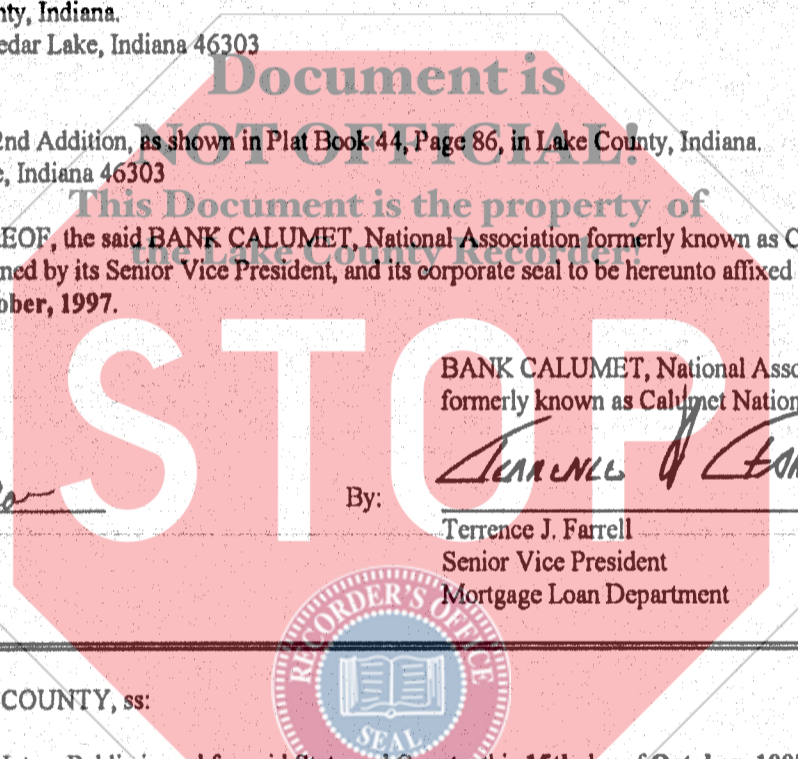 nty, Indiana.
edar Lake, Indiana 46303
Document is
2nd Addition, as shown in Plat Book 44, Page 86, in Lake County, Indiana.
NOT OFFICIAL!
e, Indiana 46303
This Document is the property of
EOF, the said BANK CALUMET, National Association formerly known as C
the Lake County Recorder!
ned by its Senior Vice President, and its corporate seal to be hereunto affixed
ober, 1997.
STOP
BANK CALUMET, National Asso
formerly known as Calumet Nation
By:
Terrence J Far
Terrence J. Farrell
Senior Vice President
Mortgage Loan Department
RECORDER'S OFFICE
SEAL
COUNTY, ss: